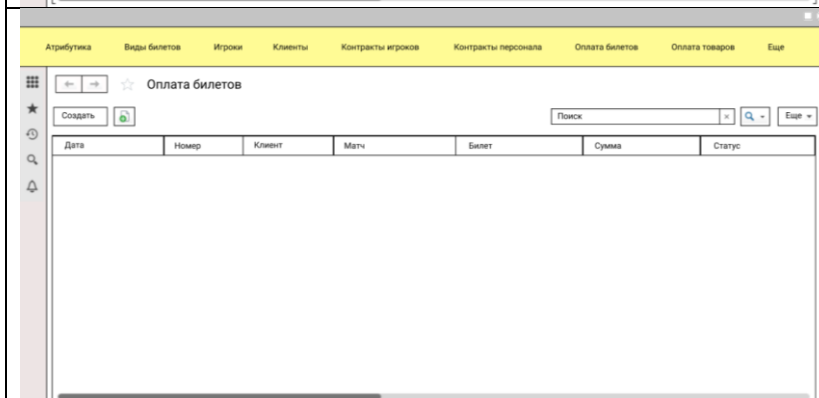 Атрибутика Виды билетов Игроки Клиенты Контракты игроков Контракты персонала Оплата билетов Оплата товаров Еще
Оплата билетов
Создать Поиск Еще
Дата Номер Клиент Матч Билет Сумма Статус